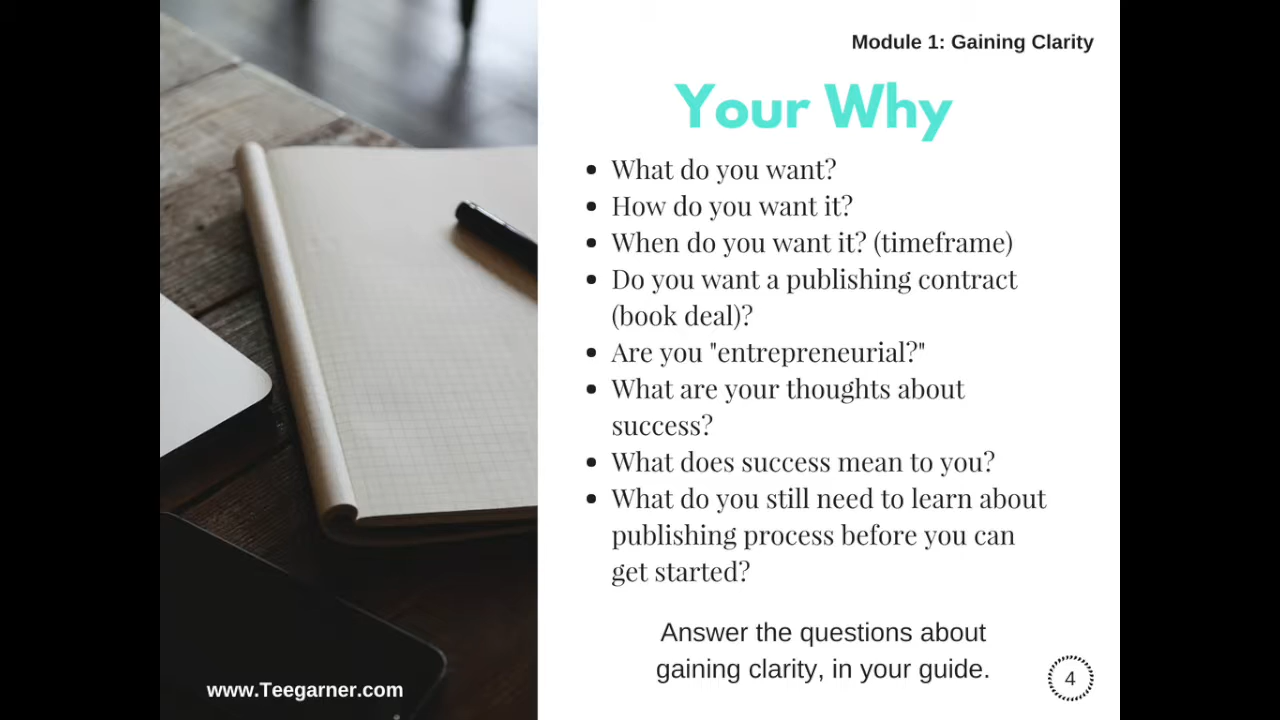 Module 1: Gaining Clarity
Your Why
• What do you want?
• How do you want it?
• When do you want it? (timeframe)
• Do you want a publishing contract
(book deal)?
• Are you "entrepreneurial?"
• What are your thoughts about
success?
• What does success mean to you?
• What do you still need to learn about
publishing process before you can
get started?
Answer the questions about
gaining clarity, in your guide.
www.Teegarner.com
4